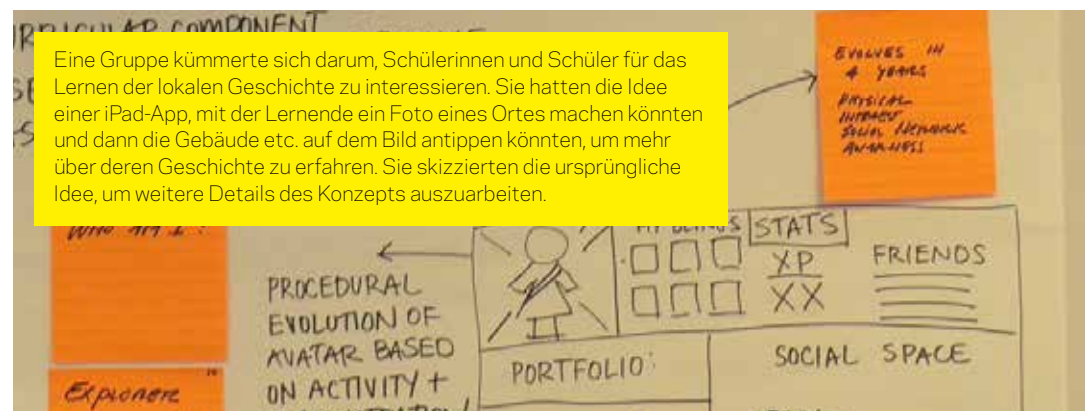 RRICULAR COMPONENT
Eine Gruppe kümmerte sich darum, Schülerinnen und Schüler für das
Lernen der lokalen Geschichte zu interessieren. Sie hatten die Idee
einer iPad-App, mit der Lernende ein Foto eines Ortes machen könnten
und dann die Gebäude etc. auf dem Bild antippen könnten, um mehr
über deren Geschichte zu erfahren. Sie skizzierten die ursprüngliche
Idee, um weitere Details des Konzepts auszuarbeiten.
EVOLVES IN
4 YEARS
PHYSICAL
SOCIAL NETWORK
AWARENESS
WHO AM I?
PROCEDURAL
EVOLUTION OF
AVATAR BASED
ON ACTIVITY +
MY
STATS
XP
XX
FRIENDS
PORTFOLIO:
SOCIAL SPACE